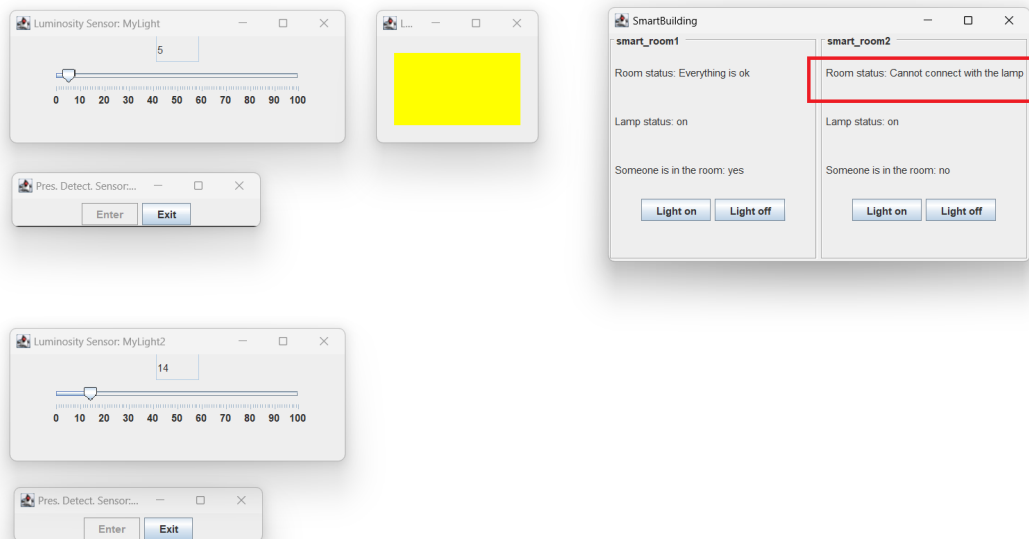 Luminosity Sensor: MyLight
5
0 10 20 30 40 50 60 70 80 90 100
L...
Pres. Detect. Sensor:...
Enter Exit
SmartBuilding
smart_room1
Room status: Everything is ok
Lamp status: on
Someone is in the room: yes
Light on Light off
smart_room2
Room status: Cannot connect with the lamp
Lamp status: on
Someone is in the room: no
Light on Light off
Luminosity Sensor: MyLight2
14
0 10 20 30 40 50 60 70 80 90 100
Pres. Detect. Sensor:...
Enter Exit